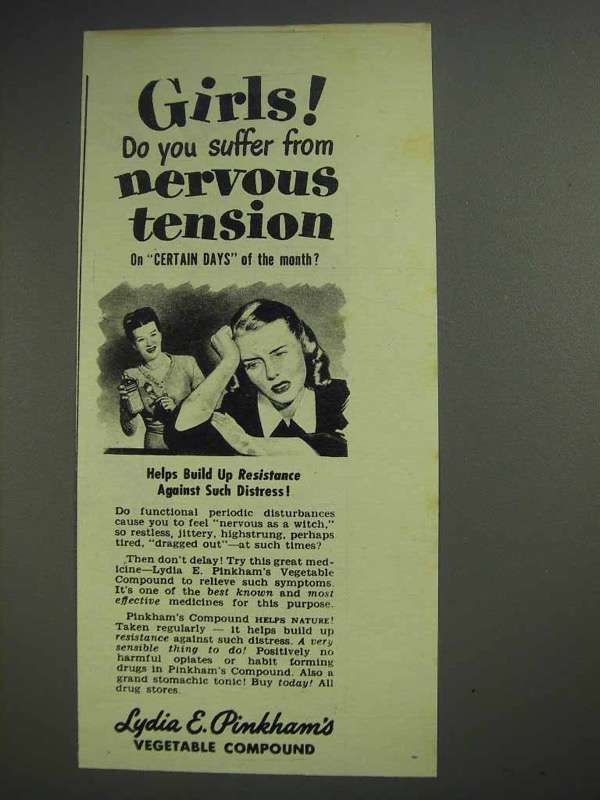 Girls!
Do you suffer from
nervous
tension
On "CERTAIN DAYS" of the month?
Helps Build Up Resistance
Against Such Distress!
Do functional periodic disturbances
cause you to feel "nervous as a witch,"
so restless, jittery, highstrung, perhaps
tired, "dragged out"—at such times?
Then don't delay! Try this great med-
icine—Lydia E. Pinkham's Vegetable
Compound to relieve such symptoms.
It's one of the best known and most
effective medicines for this purpose.
Pinkham's Compound HELPS NATURE!
Taken regularly — it helps build up
resistance against such distress. A very
sensible thing to do! Positively no
harmful opiates or habit forming
drugs in Pinkham's Compound. Also a
grand stomachic tonic! Buy today! All
drug stores.
Lydia E. Pinkham's
VEGETABLE COMPOUND